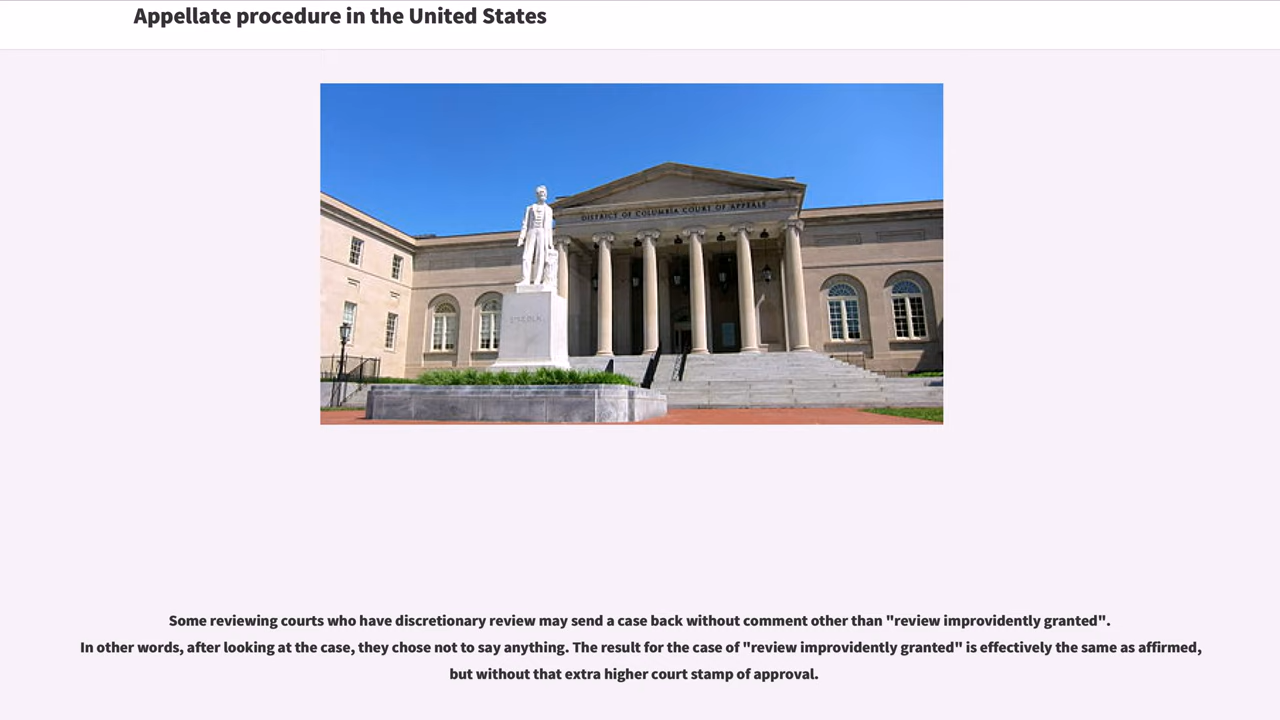 Appellate procedure in the United States
DISTRICT OF COLUMBIA COURT OF APPEALS
LINCOLN
Some reviewing courts who have discretionary review may send a case back without comment other than "review improvidently granted".
In other words, after looking at the case, they chose not to say anything. The result for the case of "review improvidently granted" is effectively the same as affirmed,
but without that extra higher court stamp of approval.